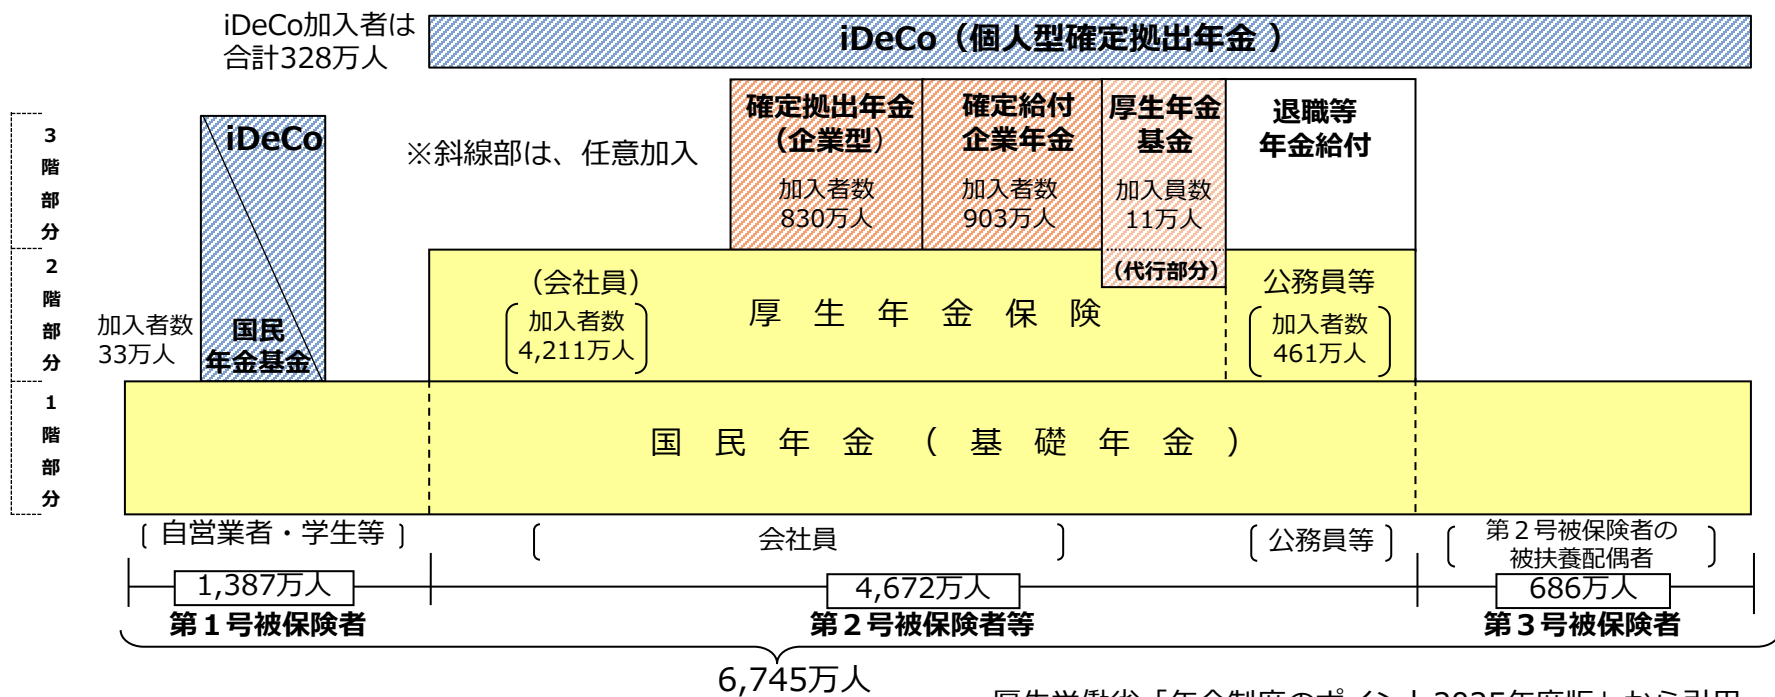 iDeCo加入者は
合計328万人
iDeCo（個人型確定拠出年金 ）
3階部分
2階部分
1階部分
iDeCo
国民
年金基金
加入者数
33万人
※斜線部は、任意加入
確定拠出年金
（企業型）
加入者数
830万人
確定給付
企業年金
加入者数
903万人
厚生年金
基金
加入員数
11万人
（代行部分）
退職等
年金給付
（会社員）
加入者数
4,211万人
厚生年金保険
公務員等
加入者数
461万人
国民年金（基礎年金）
自営業者・学生等
会社員
公務員等
第２号被保険者の
被扶養配偶者
1,387万人
4,672万人
686万人
第１号被保険者
第２号被保険者等
第３号被保険者
6,745万人